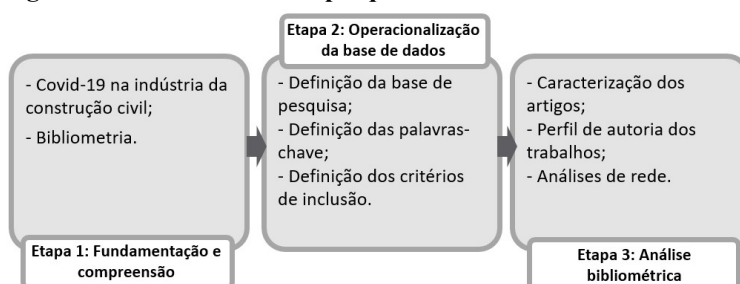 Etapa 2: Operacionalização
da base de dados
- Covid-19 na indústria da
construção civil;
- Bibliometria.
Etapa 1: Fundamentação e
compreensão
- Definição da base de
pesquisa;
- Definição das palavras-
chave;
- Definição dos critérios
de inclusão.
- Caracterização dos
artigos;
- Perfil de autoria dos
trabalhos;
- Análises de rede.
Etapa 3: Análise
bibliométrica